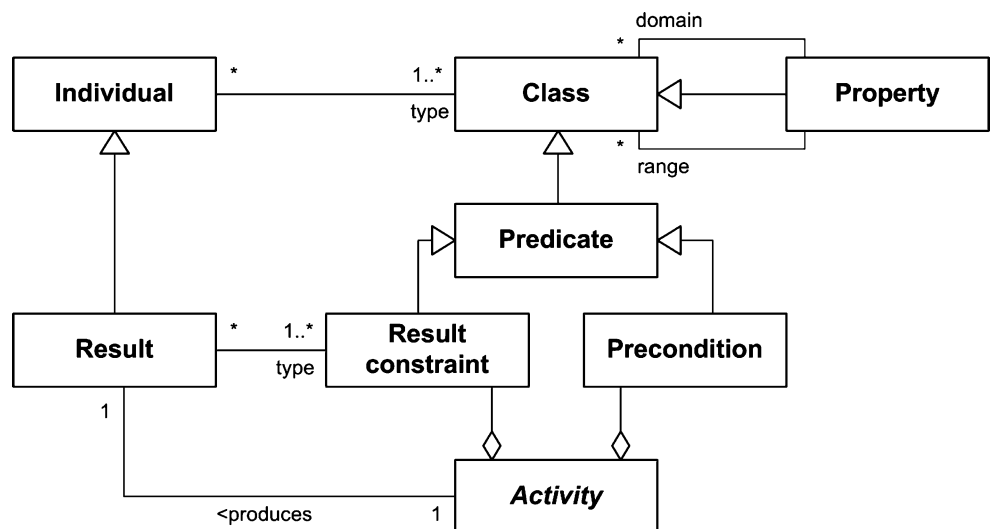 domain
* 1..* *
Individual Class Property
type
*
range
Predicate
* 1..*
Result Result constraint Precondition
type
1
Activity
<produces 1